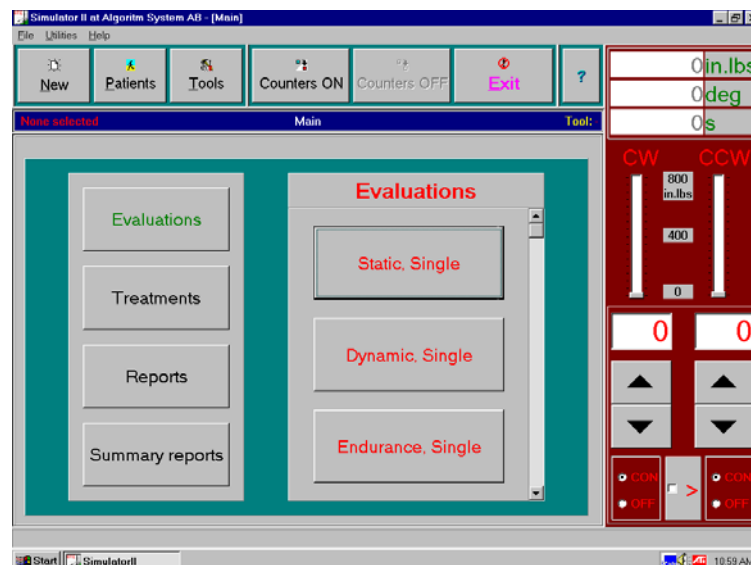 Simulator II at Algoritm System AB - [Main]
File Utilities Help
New Patients Tools Counters ON Counters OFF Exit ?
None selected Main Tool:
0 in.lbs
0 deg
0 s
CW CCW
800
in.lbs
400
0
0 0
CON > CON
OFF OFF
Evaluations
Treatments
Reports
Summary reports
Evaluations
Static, Single
Dynamic, Single
Endurance, Single
Start SimulatorII 10:59 AM